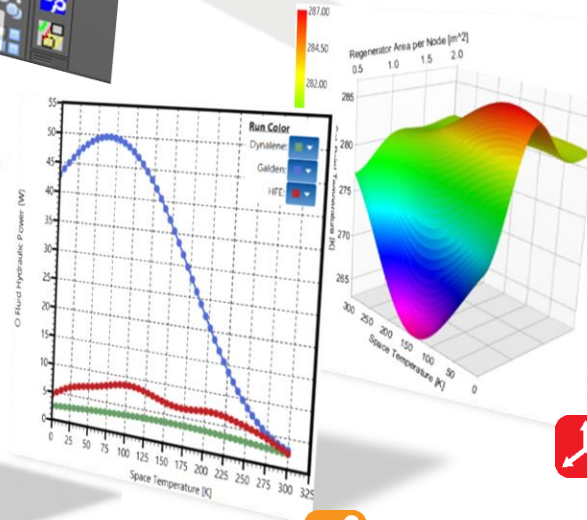 287.00
284.50
282.00
Regenerator Area per Node [m^2]
0.5 1.0 1.5 2.0
285
280
275
270
265
300 250 200 150 100 50 0
Space Temperature [K]
Run Color
Dynalene:
Galden:
HFE:
Fluid Hydraulic Power [W]
55
50
45
40
35
30
25
20
15
10
5
0
0 25 50 75 100 125 150 175 200 225 250 275 300 325
Space Temperature [K]